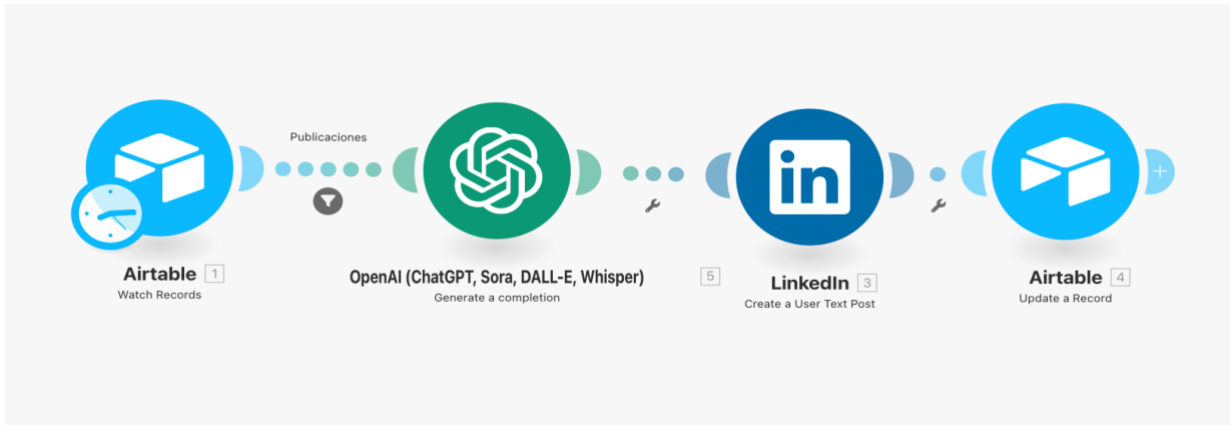 Publicaciones
Airtable 1
Watch Records
OpenAI (ChatGPT, Sora, DALL-E, Whisper) 5
Generate a completion
in
LinkedIn 3
Create a User Text Post
Airtable 4
Update a Record